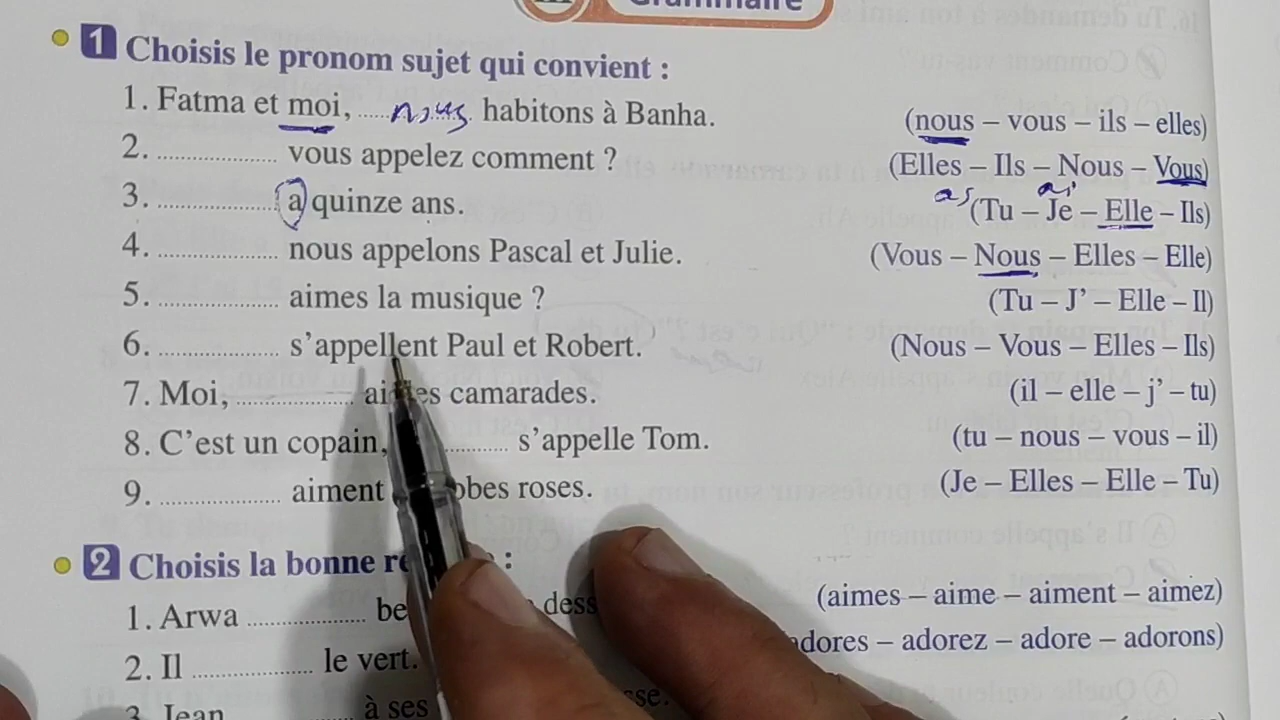 Grammaire
1 Choisis le pronom sujet qui convient :
1. Fatma et moi, ..... nous habitons à Banha. (nous – vous – ils – elles)
2. .................... vous appelez comment ? (Elles – Ils – Nous – Vous)
as ai
3. .................... a quinze ans. (Tu – Je – Elle – Ils)
4. .................... nous appelons Pascal et Julie. (Vous – Nous – Elles – Elle)
5. .................... aimes la musique ? (Tu – J' – Elle – Il)
6. .................... s'appellent Paul et Robert. (Nous – Vous – Elles – Ils)
7. Moi, .................... camarades. (il – elle – j' – tu)
8. C'est un copain, ............ s'appelle Tom. (tu – nous – vous – il)
9. .................... aiment roses. (Je – Elles – Elle – Tu)
2 Choisis la bonne :
1. Arwa .................... (aimes – aime – aiment – aimez)
2. Il .................... le vert. – adorez – adore – adorons)
3. Jean .................... à ses